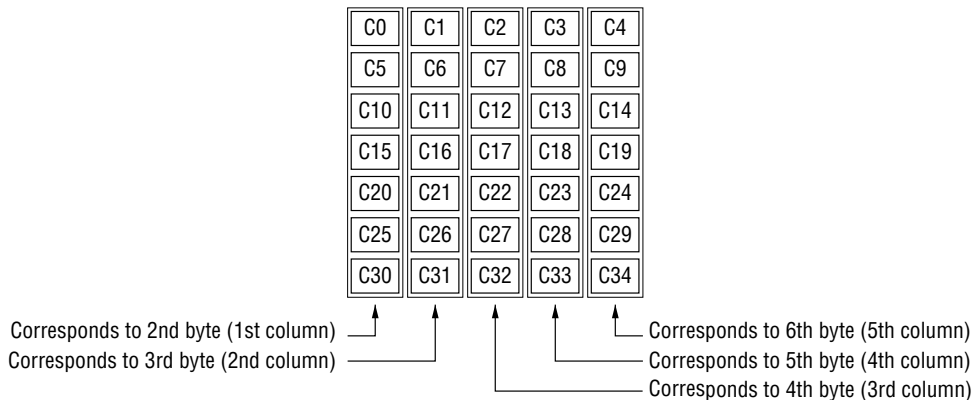 C0 C1 C2 C3 C4
C5 C6 C7 C8 C9
C10 C11 C12 C13 C14
C15 C16 C17 C18 C19
C20 C21 C22 C23 C24
C25 C26 C27 C28 C29
C30 C31 C32 C33 C34
Corresponds to 2nd byte (1st column)
Corresponds to 3rd byte (2nd column)
Corresponds to 6th byte (5th column)
Corresponds to 5th byte (4th column)
Corresponds to 4th byte (3rd column)